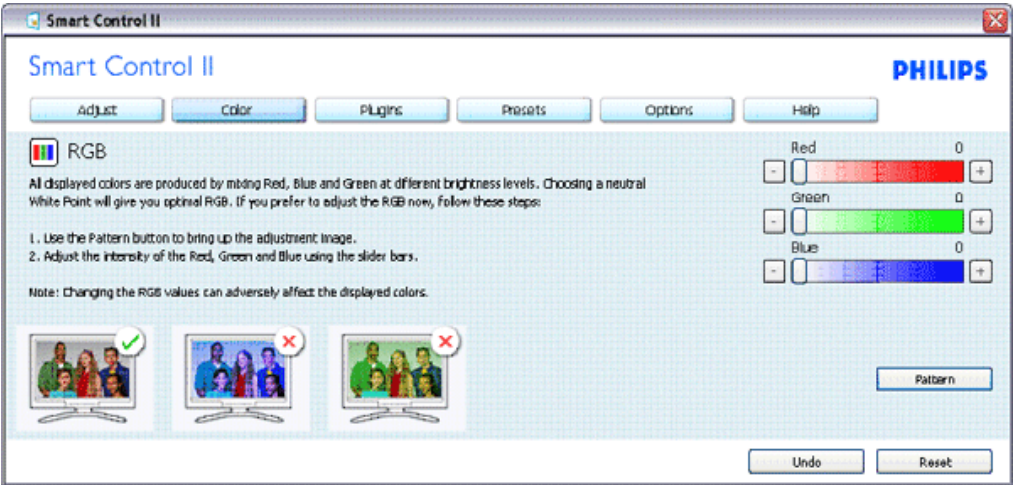 Smart Control II
Smart Control II
PHILIPS
Adjust Color Plugins Presets Options Help
RGB
All displayed colors are produced by mixing Red, Blue and Green at different brightness levels. Choosing a neutral
White Point will give you optimal RGB. If you prefer to adjust the RGB now, follow these steps:
1. Use the Pattern button to bring up the adjustment image.
2. Adjust the intensity of the Red, Green and Blue using the slider bars.
Note: Changing the RGB values can adversely affect the displayed colors.
Red 0
- +
Green 0
- +
Blue 0
- +
Pattern
Undo Reset